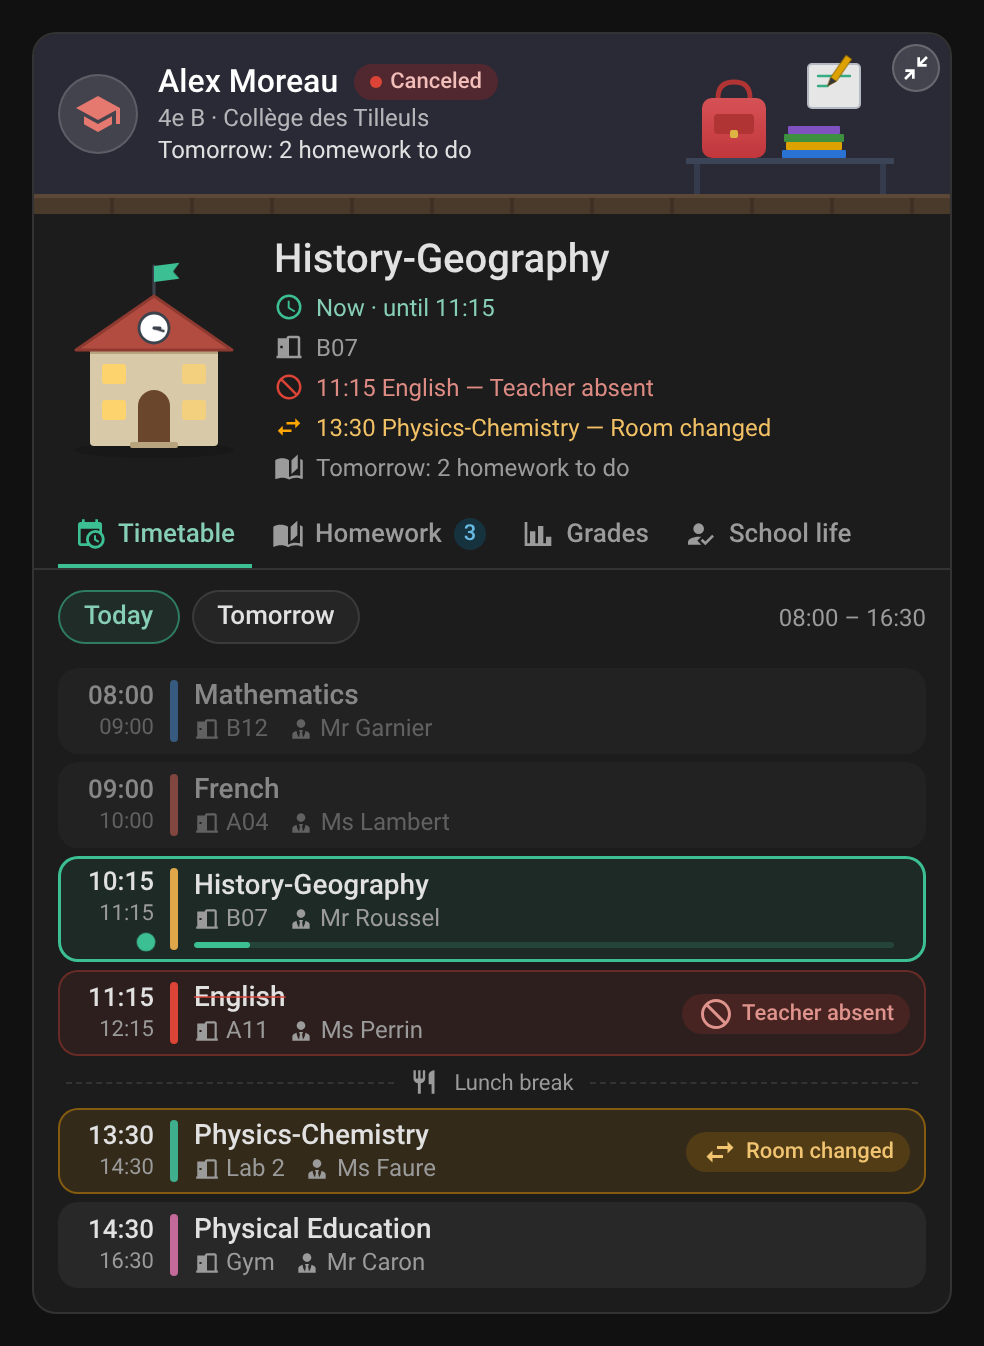 Alex Moreau
Canceled
4e B · Collège des Tilleuls
Tomorrow: 2 homework to do
History-Geography
Now · until 11:15
B07
11:15 English — Teacher absent
13:30 Physics-Chemistry — Room changed
Tomorrow: 2 homework to do
Timetable
Homework 3
Grades
School life
Today
Tomorrow
08:00 – 16:30
08:00 Mathematics
09:00 B12 Mr Garnier
09:00 French
10:00 A04 Ms Lambert
10:15 History-Geography
11:15 B07 Mr Roussel
11:15 English
12:15 A11 Ms Perrin
Teacher absent
Lunch break
13:30 Physics-Chemistry
14:30 Lab 2 Ms Faure
Room changed
14:30 Physical Education
16:30 Gym Mr Caron